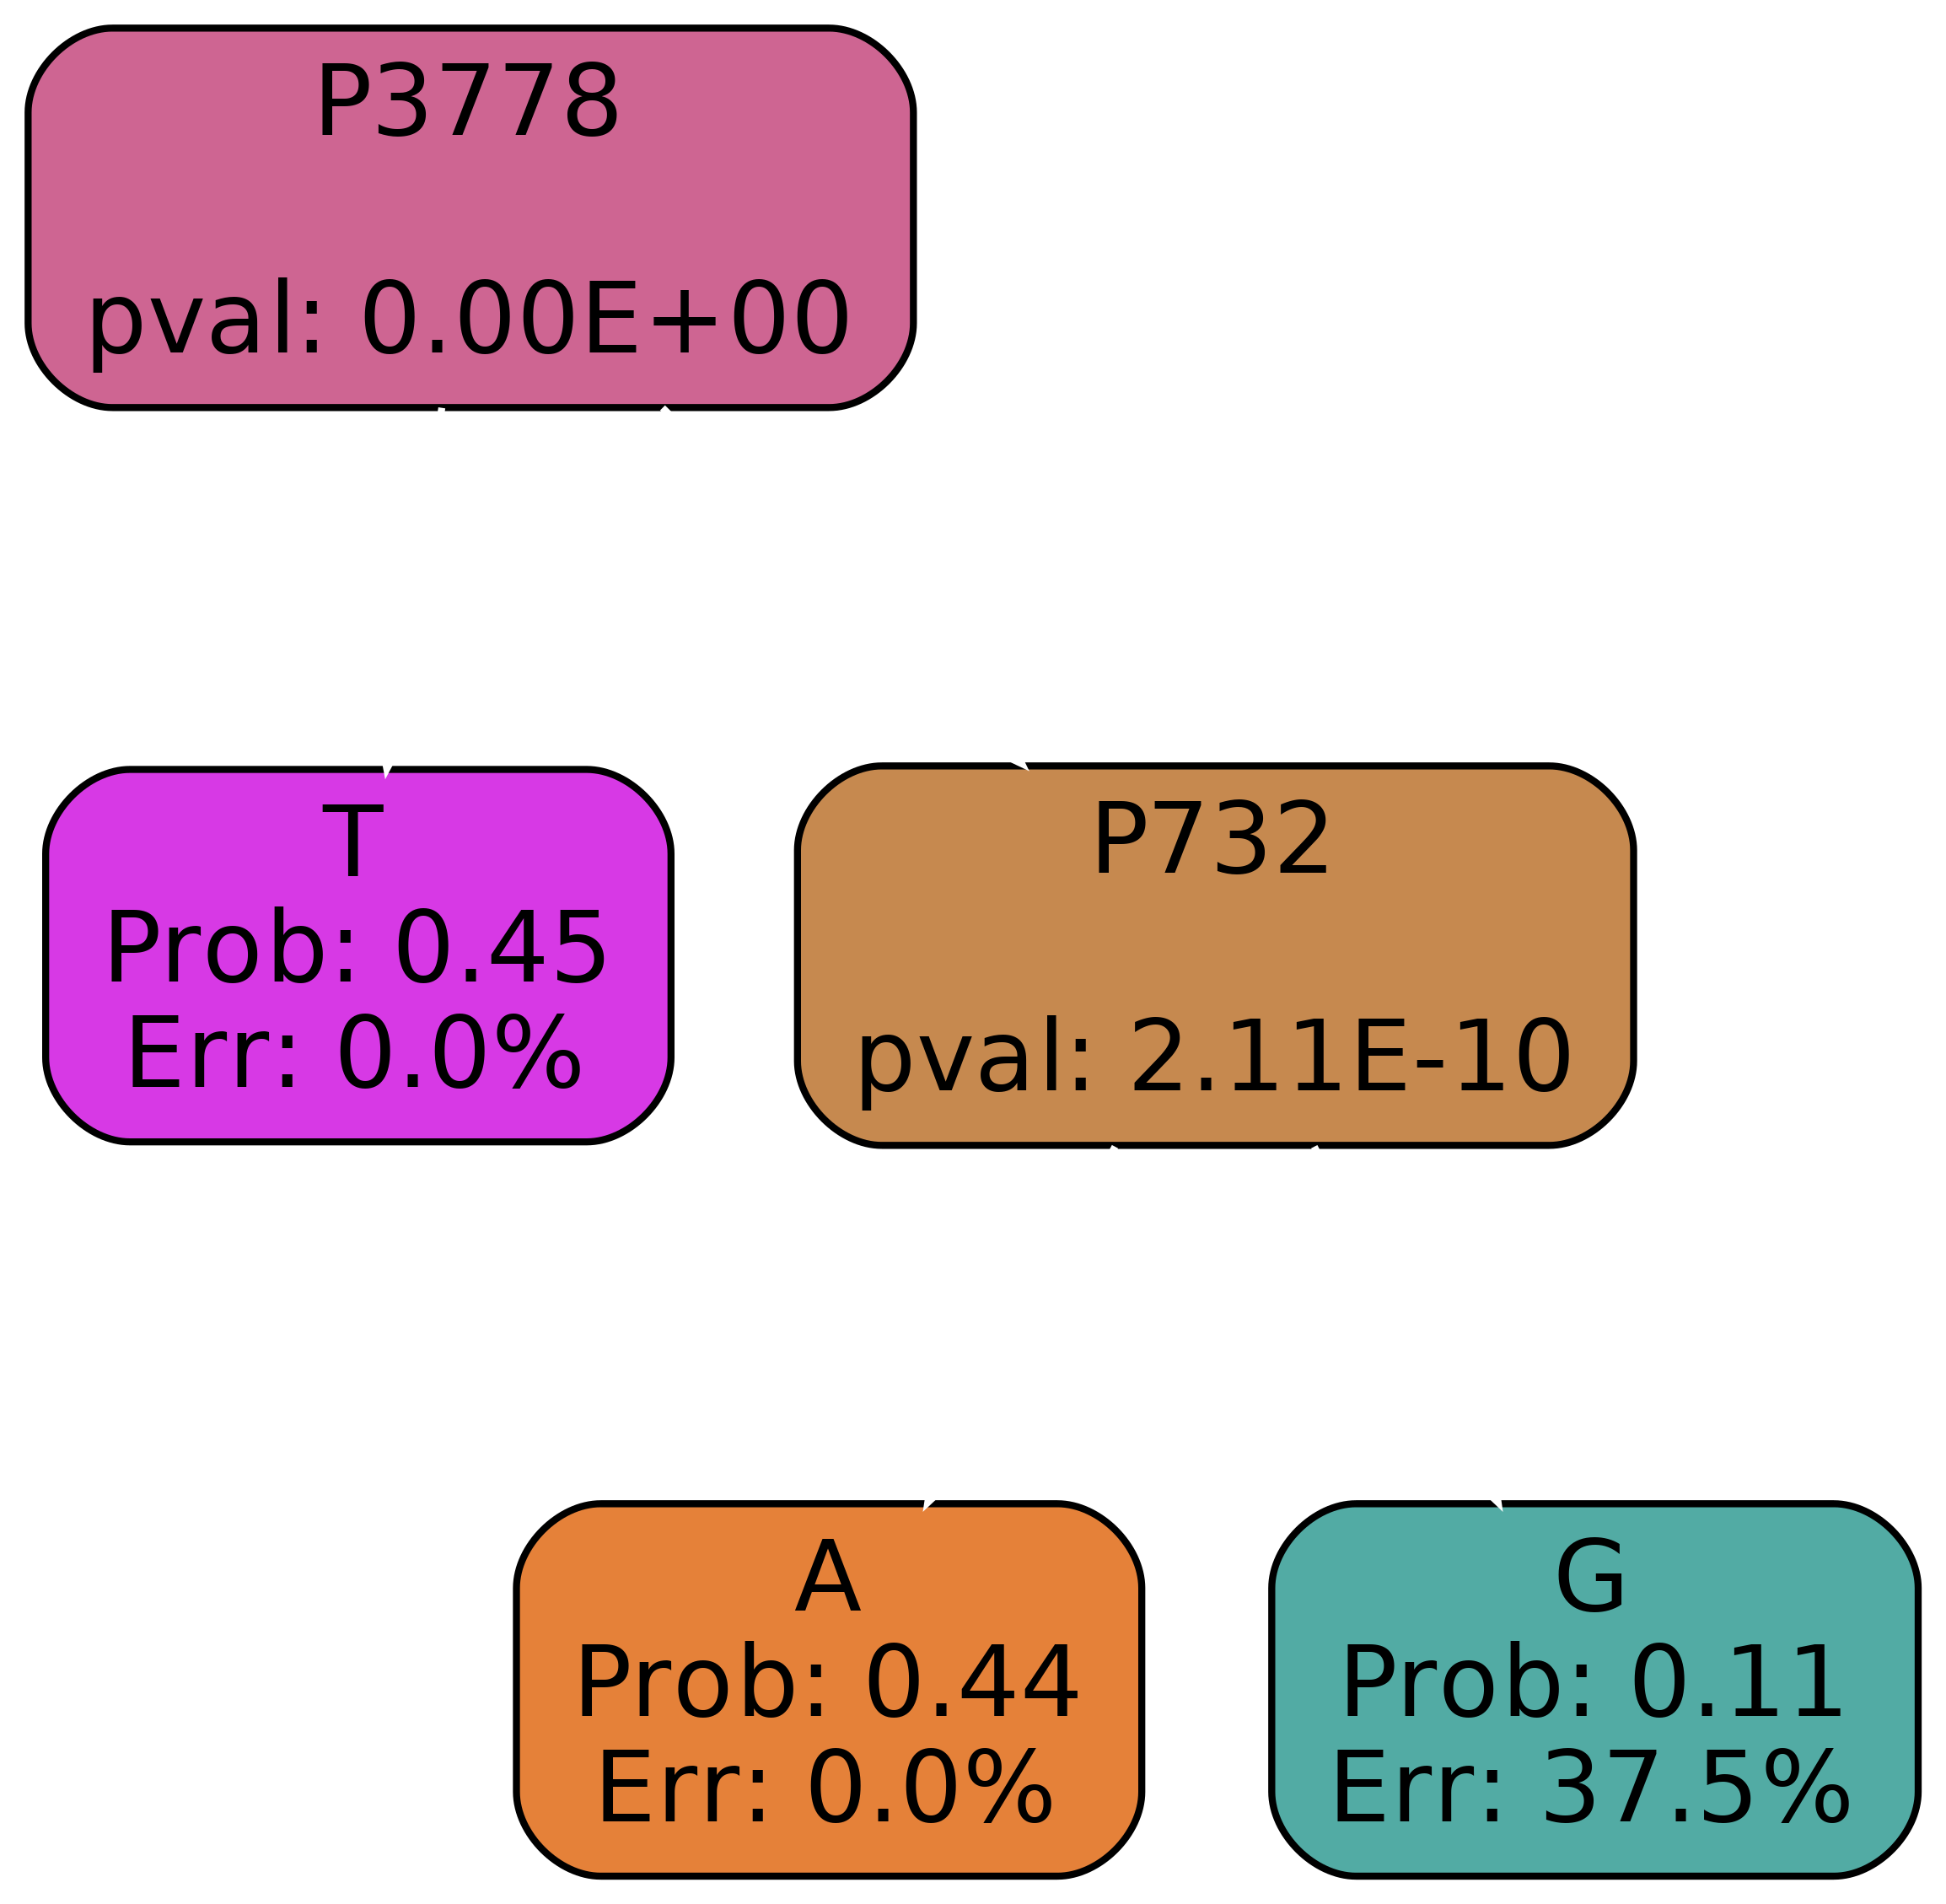 P3778
pval: 0.00E+00
T
Prob: 0.45
Err: 0.0%
P732
pval: 2.11E-10
A
Prob: 0.44
Err: 0.0%
G
Prob: 0.11
Err: 37.5%